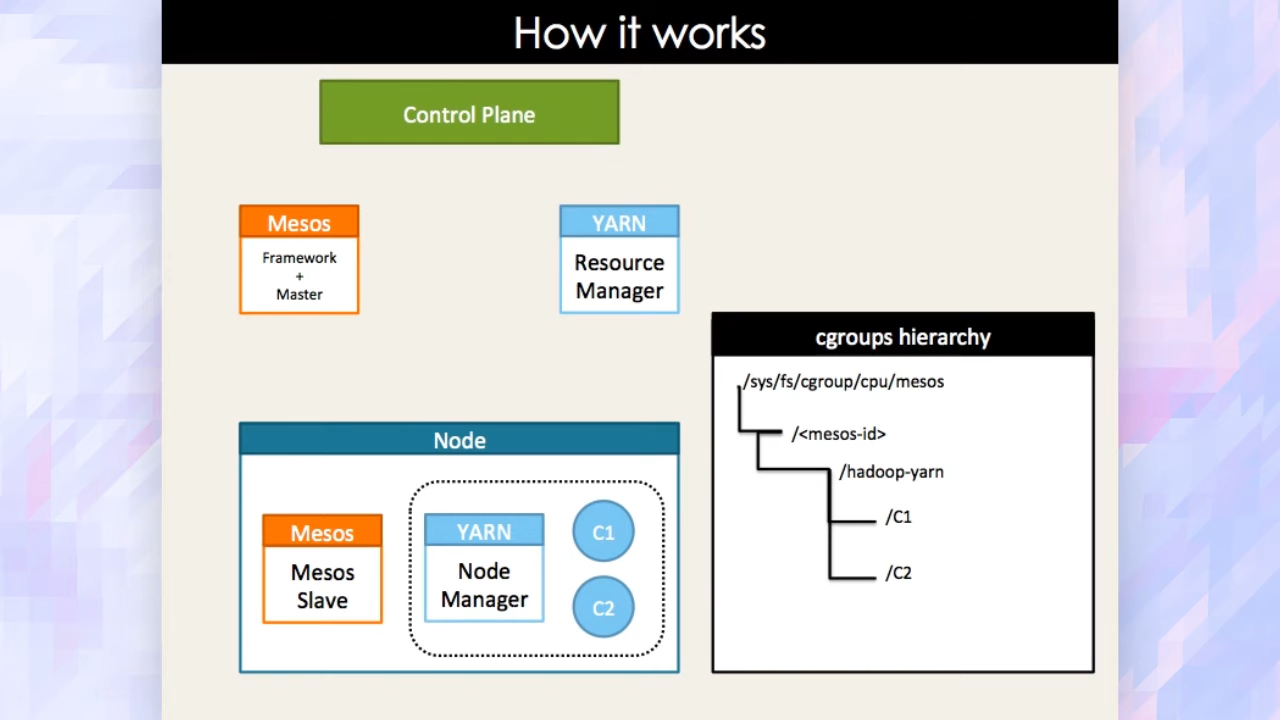 How it works
Control Plane
Mesos
Framework
+
Master
YARN
Resource
Manager
cgroups hierarchy
/sys/fs/cgroup/cpu/mesos
/<mesos-id>
/hadoop-yarn
/C1
/C2
Node
Mesos
Mesos
Slave
YARN
Node
Manager
C1
C2